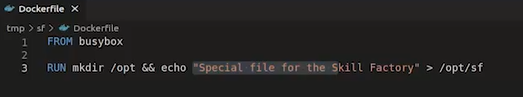 Dockerfile ×
tmp > sf > Dockerfile
1 FROM busybox
2
3 RUN mkdir /opt && echo "Special file for the Skill Factory" > /opt/sf